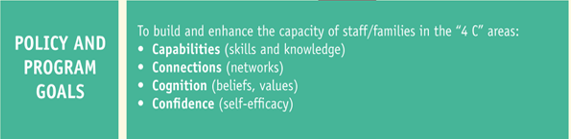 POLICY AND
PROGRAM
GOALS
To build and enhance the capacity of staff/families in the “4 C” areas:
• Capabilities (skills and knowledge)
• Connections (networks)
• Cognition (beliefs, values)
• Confidence (self-efficacy)